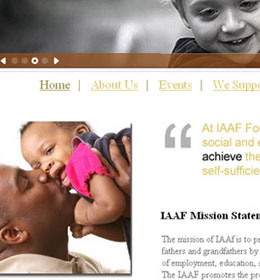 Home | About Us | Events | We Suppo
“ At IAAF Fo
social and e
achieve the
self-sufficie
IAAF Mission Statem
The mission of IAAf is to p
fathers and grandfathers by
of employment, education, s
The IAAF promotes the pr